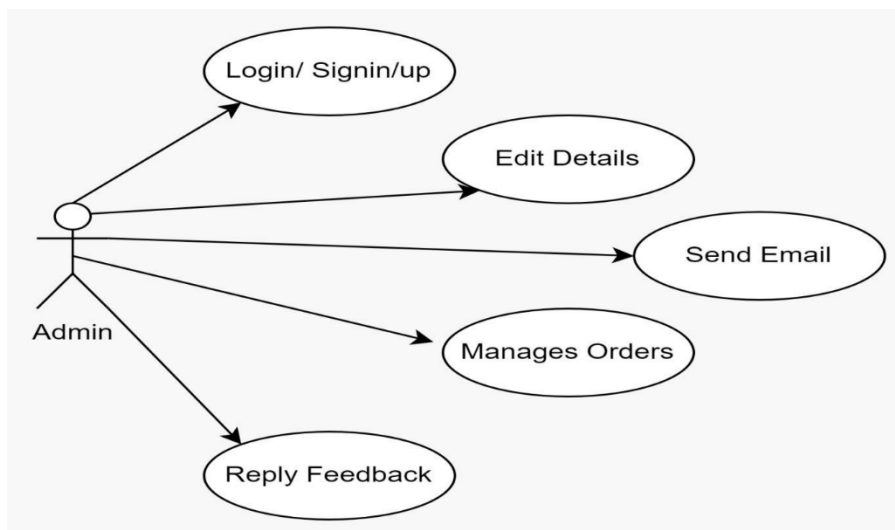 Login/ Signin/up
Edit Details
Send Email
Admin
Manages Orders
Reply Feedback